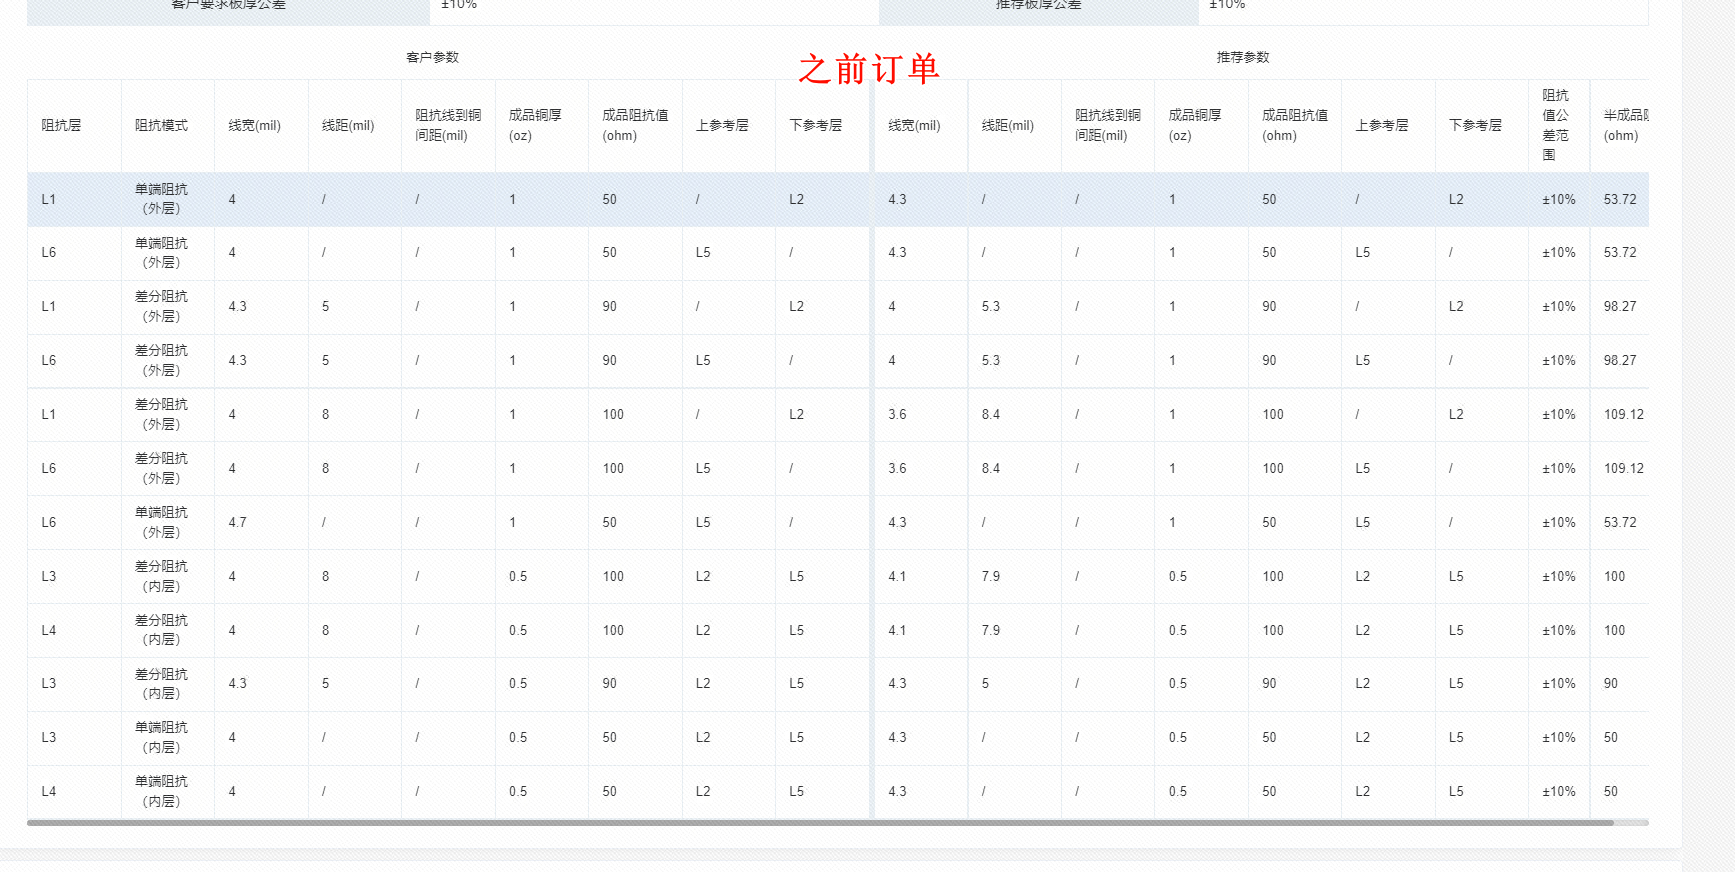 客户要求板厚公差 ±10% 推荐板厚公差 ±10%
客户参数 之前订单 推荐参数
阻抗层 阻抗模式 线宽(mil) 线距(mil) 阻抗线到铜间距(mil) 成品铜厚(oz) 成品阻抗值(ohm) 上参考层 下参考层 线宽(mil) 线距(mil) 阻抗线到铜间距(mil) 成品铜厚(oz) 成品阻抗值(ohm) 上参考层 下参考层 阻抗值公差范围 半成品 (ohm)
L1 单端阻抗（外层） 4 / / 1 50 / L2 4.3 / / 1 50 / L2 ±10% 53.72
L6 单端阻抗（外层） 4 / / 1 50 L5 / 4.3 / / 1 50 L5 / ±10% 53.72
L1 差分阻抗（外层） 4.3 5 / 1 90 / L2 4 5.3 / 1 90 / L2 ±10% 98.27
L6 差分阻抗（外层） 4.3 5 / 1 90 L5 / 4 5.3 / 1 90 L5 / ±10% 98.27
L1 差分阻抗（外层） 4 8 / 1 100 / L2 3.6 8.4 / 1 100 / L2 ±10% 109.12
L6 差分阻抗（外层） 4 8 / 1 100 L5 / 3.6 8.4 / 1 100 L5 / ±10% 109.12
L6 单端阻抗（外层） 4.7 / / 1 50 L5 / 4.3 / / 1 50 L5 / ±10% 53.72
L3 差分阻抗（内层） 4 8 / 0.5 100 L2 L5 4.1 7.9 / 0.5 100 L2 L5 ±10% 100
L4 差分阻抗（内层） 4 8 / 0.5 100 L2 L5 4.1 7.9 / 0.5 100 L2 L5 ±10% 100
L3 差分阻抗（内层） 4.3 5 / 0.5 90 L2 L5 4.3 5 / 0.5 90 L2 L5 ±10% 90
L3 单端阻抗（内层） 4 / / 0.5 50 L2 L5 4.3 / / 0.5 50 L2 L5 ±10% 50
L4 单端阻抗（内层） 4 / / 0.5 50 L2 L5 4.3 / / 0.5 50 L2 L5 ±10% 50